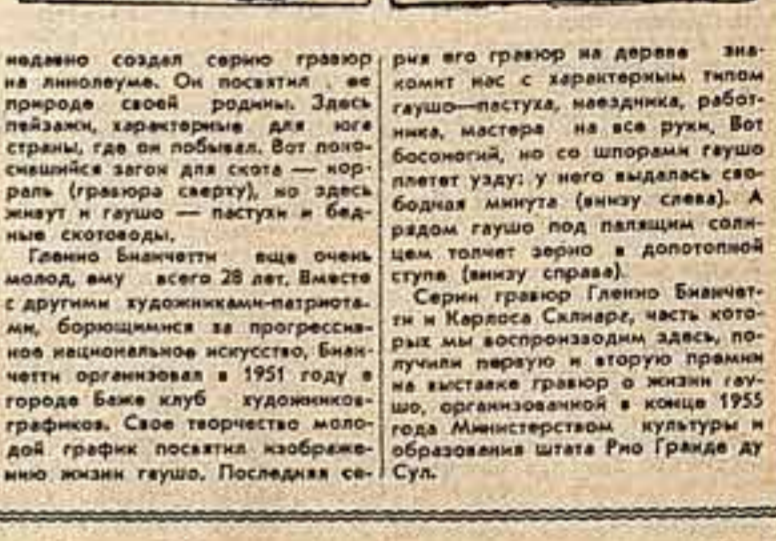 недавно создал серию гравюр
на линолеуме. Он посвятил ее
природе своей родины. Здесь
пейзажи, характерные для юга
страны, где он побывал. Вот поко-
сившийся загон для скота — кор-
раль (гравюра сверху), но здесь
живут и гаушо — пастухи и бед-
ные скотоводы.
Гленио Бианчетти еще очень
молод, ему всего 28 лет. Вместе
с другими художниками-патриота-
ми, борющимися за прогрессив-
ное национальное искусство, Биан-
четти организовал в 1951 году в
городе Баже клуб художников-
графиков. Свое творчество моло-
дой график посвятил изображе-
нию жизни гаушо. Последняя се-
рия его гравюр на дереве зна-
комит нас с характерным типом
гаушо—пастуха, наездника, работ-
ника, мастера на все руки. Вот
босоногий, но со шпорами гаушо
плетет узду: у него выдалась сво-
бодная минута (внизу слева). А
рядом гаушо под палящим солн-
цем толчет зерно в допотопной
ступе (внизу справа).
Серии гравюр Гленио Бианчет-
ти и Карлоса Склиара, часть кото-
рых мы воспроизводим здесь, по-
лучили первую и вторую премии
на выставке гравюр о жизни гау-
шо, организованной в конце 1955
года Министерством культуры и
образования штата Рио Гранде ду
Сул.